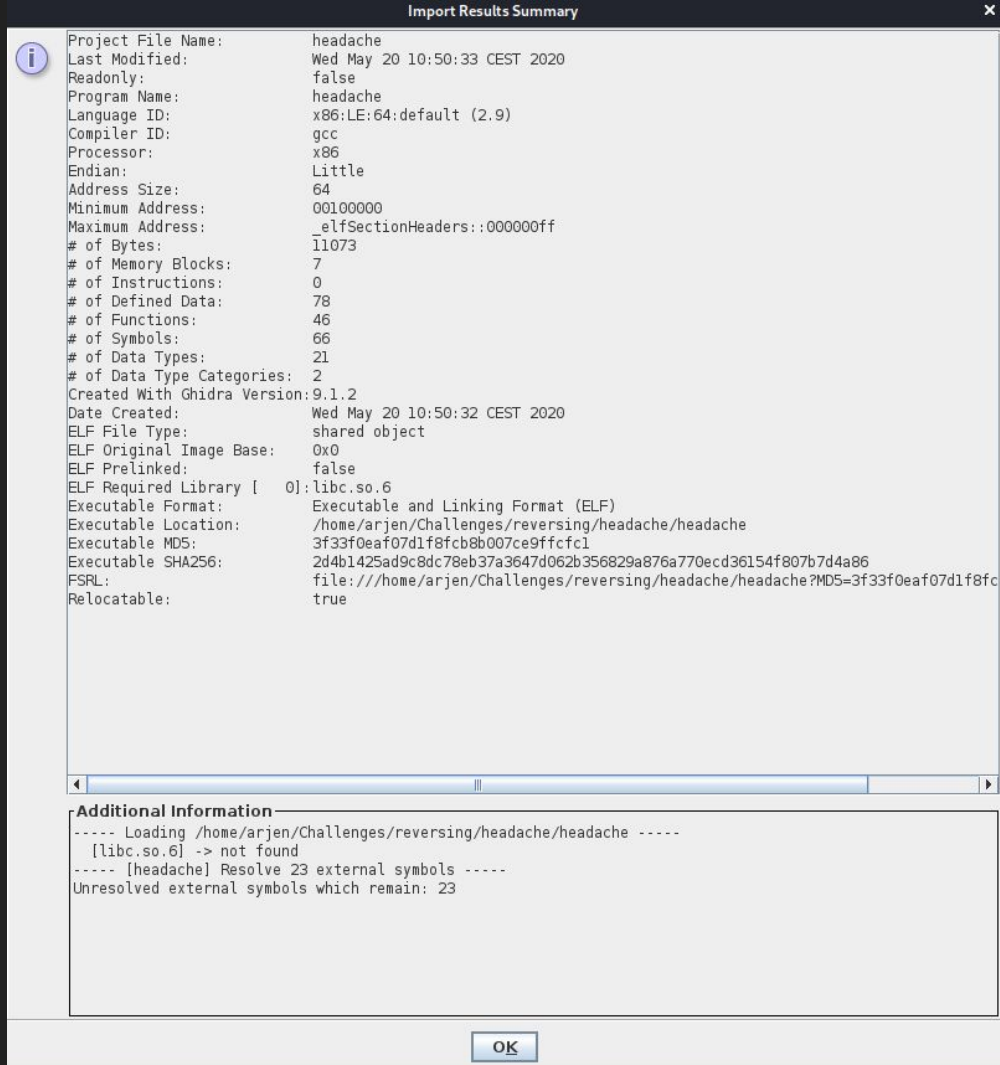 Import Results Summary
Project File Name: headache
Last Modified: Wed May 20 10:50:33 CEST 2020
Readonly: false
Program Name: headache
Language ID: x86:LE:64:default (2.9)
Compiler ID: gcc
Processor: x86
Endian: Little
Address Size: 64
Minimum Address: 00100000
Maximum Address: _elfSectionHeaders::000000ff
# of Bytes: 11073
# of Memory Blocks: 7
# of Instructions: 0
# of Defined Data: 78
# of Functions: 46
# of Symbols: 66
# of Data Types: 21
# of Data Type Categories: 2
Created With Ghidra Version: 9.1.2
Date Created: Wed May 20 10:50:32 CEST 2020
ELF File Type: shared object
ELF Original Image Base: 0x0
ELF Prelinked: false
ELF Required Library [   0]: libc.so.6
Executable Format: Executable and Linking Format (ELF)
Executable Location: /home/arjen/Challenges/reversing/headache/headache
Executable MD5: 3f33f0eaf07d1f8fcb8b007ce9ffcfc1
Executable SHA256: 2d4b1425ad9c8dc78eb37a3647d062b356829a876a770ecd36154f807b7d4a86
FSRL: file:///home/arjen/Challenges/reversing/headache/headache?MD5=3f33f0eaf07d1f8fc
Relocatable: true
Additional Information
----- Loading /home/arjen/Challenges/reversing/headache/headache -----
[libc.so.6] -> not found
----- [headache] Resolve 23 external symbols -----
Unresolved external symbols which remain: 23
OK